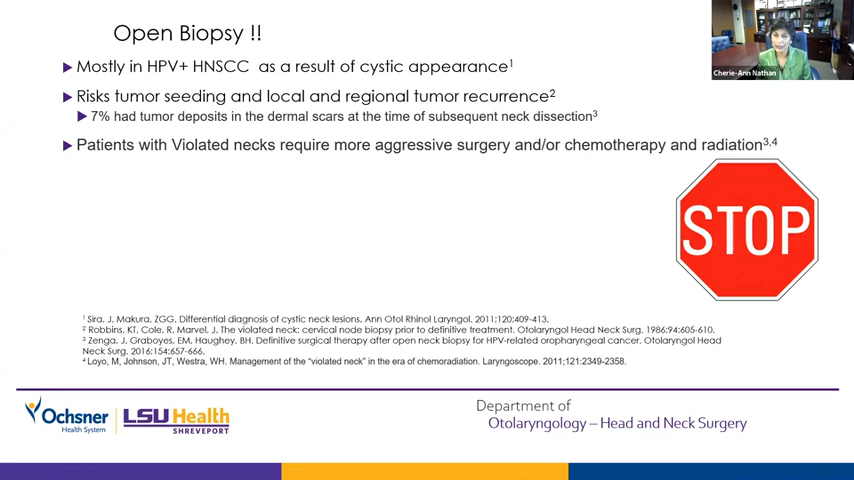 Open Biopsy !!
Cherie-Ann Nathan
Mostly in HPV+ HNSCC as a result of cystic appearance1
Risks tumor seeding and local and regional tumor recurrence2
7% had tumor deposits in the dermal scars at the time of subsequent neck dissection3
Patients with Violated necks require more aggressive surgery and/or chemotherapy and radiation3,4
STOP
1 Sira, J, Makura, ZGG. Differential diagnosis of cystic neck lesions. Ann Otol Rhinol Laryngol. 2011;120:409-413.
2 Robbins, KT, Cole, R, Marvel, J. The violated neck: cervical node biopsy prior to definitive treatment. Otolaryngol Head Neck Surg. 1986;94:605-610.
3 Zenga, J, Graboyes, EM, Haughey, BH. Definitive surgical therapy after open neck biopsy for HPV-related oropharyngeal cancer. Otolaryngol Head
Neck Surg. 2016;154:657-666.
4 Loyo, M, Johnson, JT, Westra, WH. Management of the "violated neck" in the era of chemoradiation. Laryngoscope. 2011;121:2349-2358.
Ochsner
Health System
LSU Health
SHREVEPORT
Department of
Otolaryngology – Head and Neck Surgery